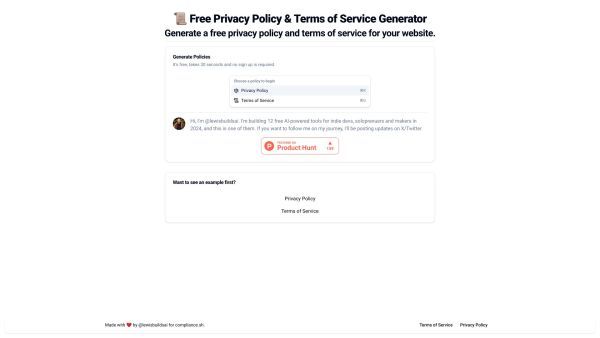 📜 Free Privacy Policy & Terms of Service Generator
Generate a free privacy policy and terms of service for your website.
Generate Policies
It's free, takes 20 seconds and no sign up is required.
Choose a policy to begin
Privacy Policy
Terms of Service
Hi, I'm @lewisbuildsai. I'm building 12 free AI-powered tools for indie devs, solopreneurs and makers in
2024, and this is one of them. If you want to follow me on my journey, I'll be posting updates on X/Twitter
Product Hunt
Want to see an example first?
Privacy Policy
Terms of Service
Made with ❤️ by @lewisbuildsai for compliance.sh.
Terms of Service Privacy Policy